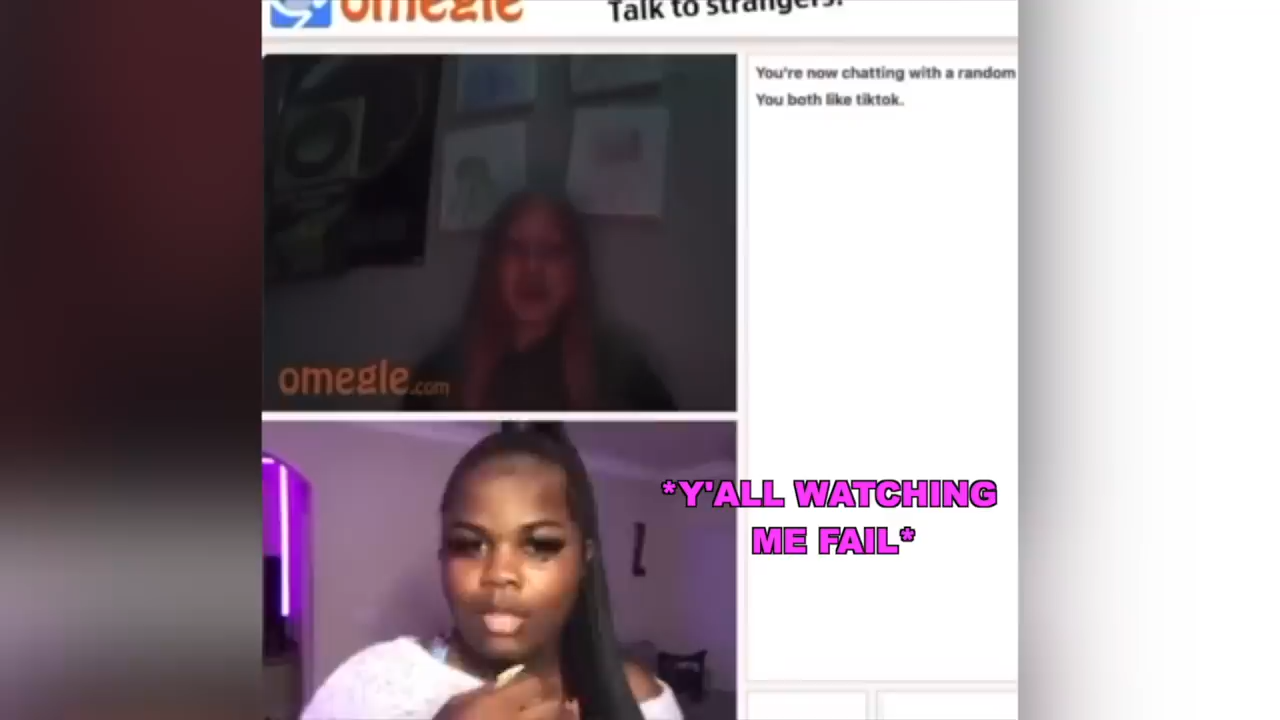 omegle
Talk to strangers!
You're now chatting with a random
You both like tiktok.
omegle.com
*Y'ALL WATCHING
ME FAIL*